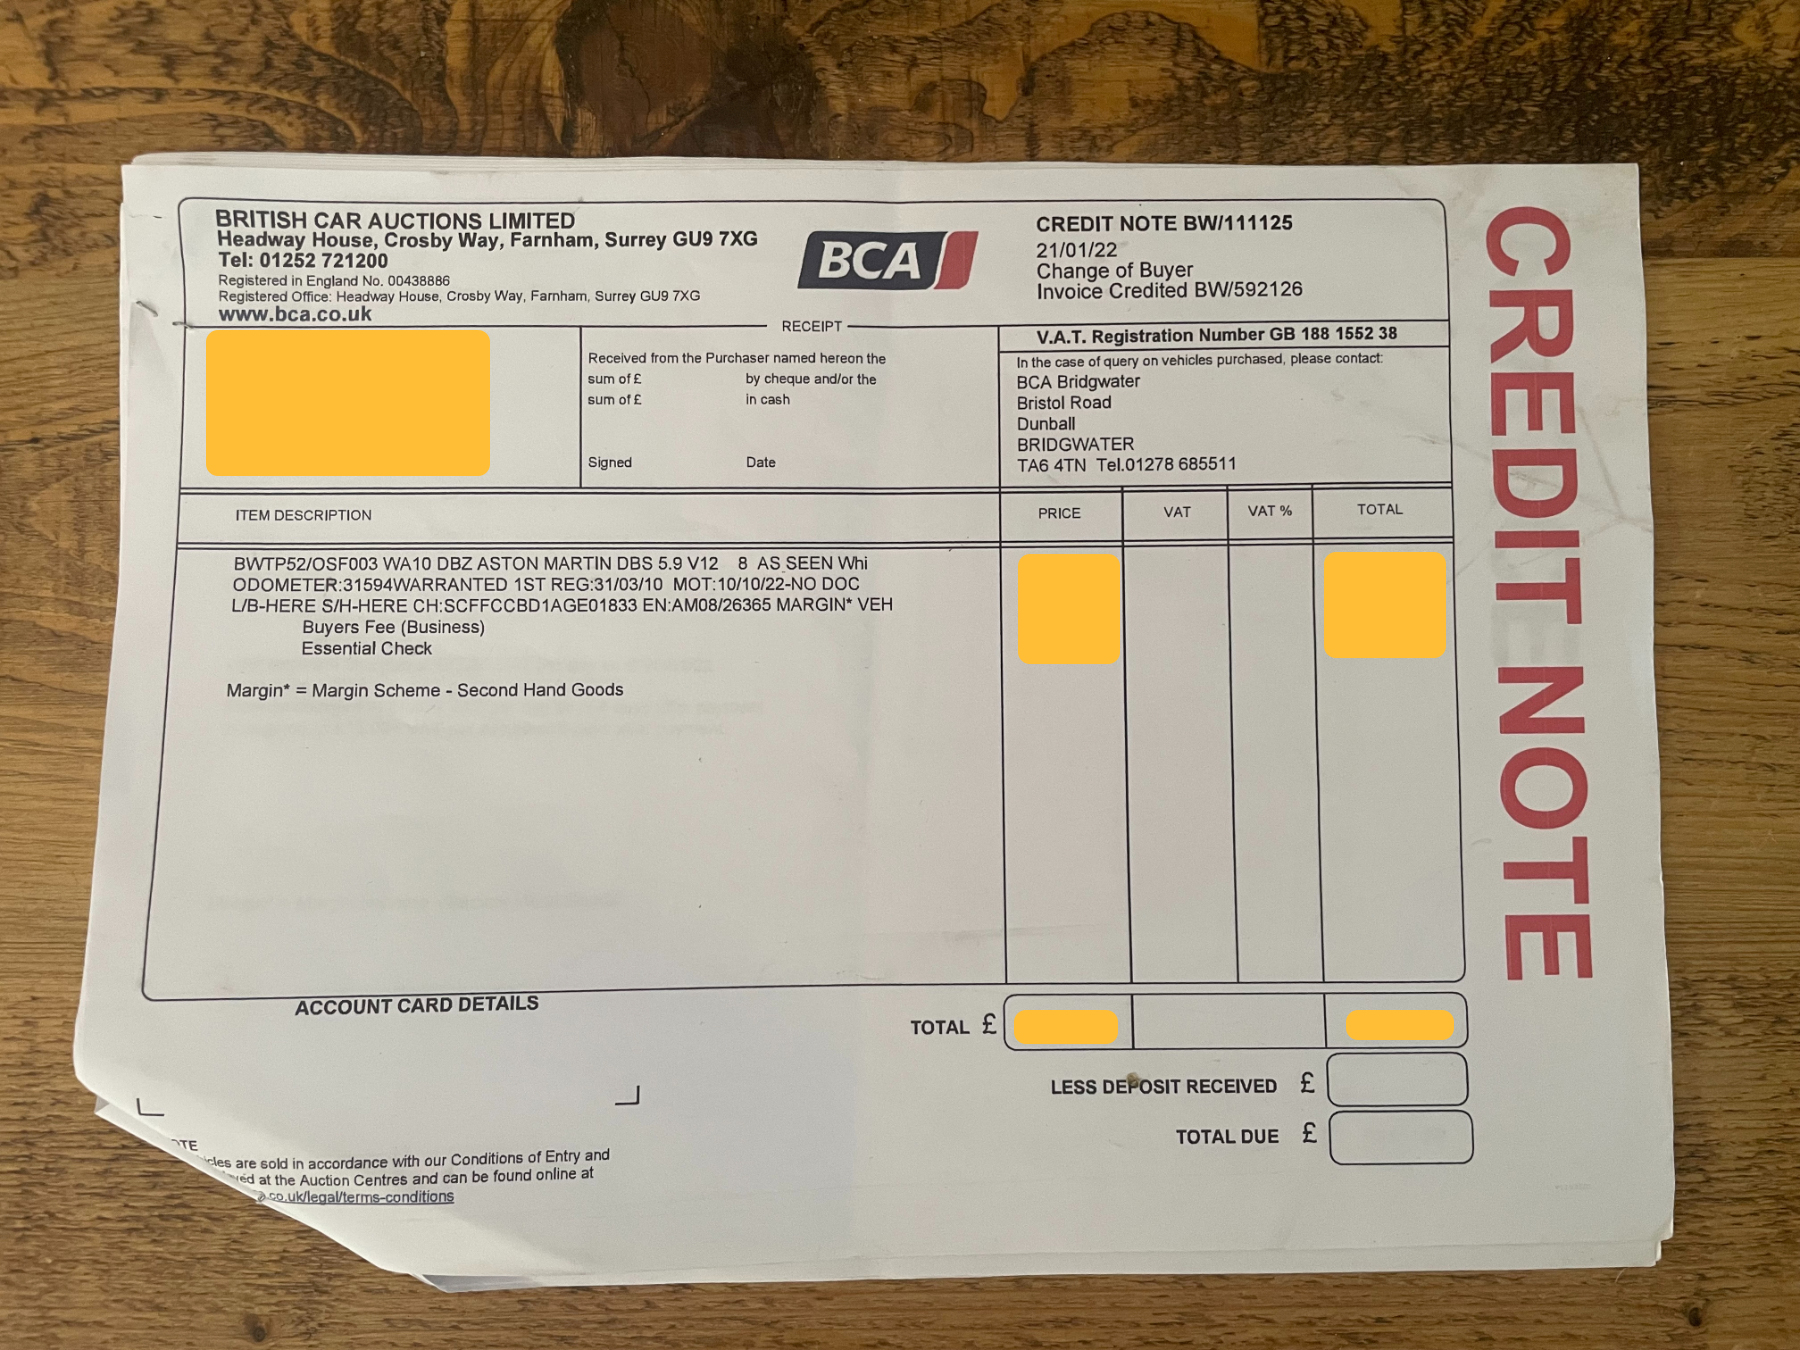 BRITISH CAR AUCTIONS LIMITED
Headway House, Crosby Way, Farnham, Surrey GU9 7XG
Tel: 01252 721200
Registered in England No. 00438886
Registered Office: Headway House, Crosby Way, Farnham, Surrey GU9 7XG
www.bca.co.uk
BCA
CREDIT NOTE BW/111125
21/01/22
Change of Buyer
Invoice Credited BW/592126
CREDIT NOTE
RECEIPT
Received from the Purchaser named hereon the
sum of £ by cheque and/or the
sum of £ in cash
Signed Date
V.A.T. Registration Number GB 188 1552 38
In the case of query on vehicles purchased, please contact:
BCA Bridgwater
Bristol Road
Dunball
BRIDGWATER
TA6 4TN Tel.01278 685511
ITEM DESCRIPTION PRICE VAT VAT % TOTAL
BWTP52/OSF003 WA10 DBZ ASTON MARTIN DBS 5.9 V12 8 AS SEEN Whi
ODOMETER:31594WARRANTED 1ST REG:31/03/10 MOT:10/10/22-NO DOC
L/B-HERE S/H-HERE CH:SCFFCCBD1AGE01833 EN:AM08/26365 MARGIN* VEH
Buyers Fee (Business)
Essential Check
Margin* = Margin Scheme - Second Hand Goods
ACCOUNT CARD DETAILS
TOTAL £
LESS DEPOSIT RECEIVED £
TOTAL DUE £
are sold in accordance with our Conditions of Entry and
at the Auction Centres and can be found online at
co.uk/legal/terms-conditions